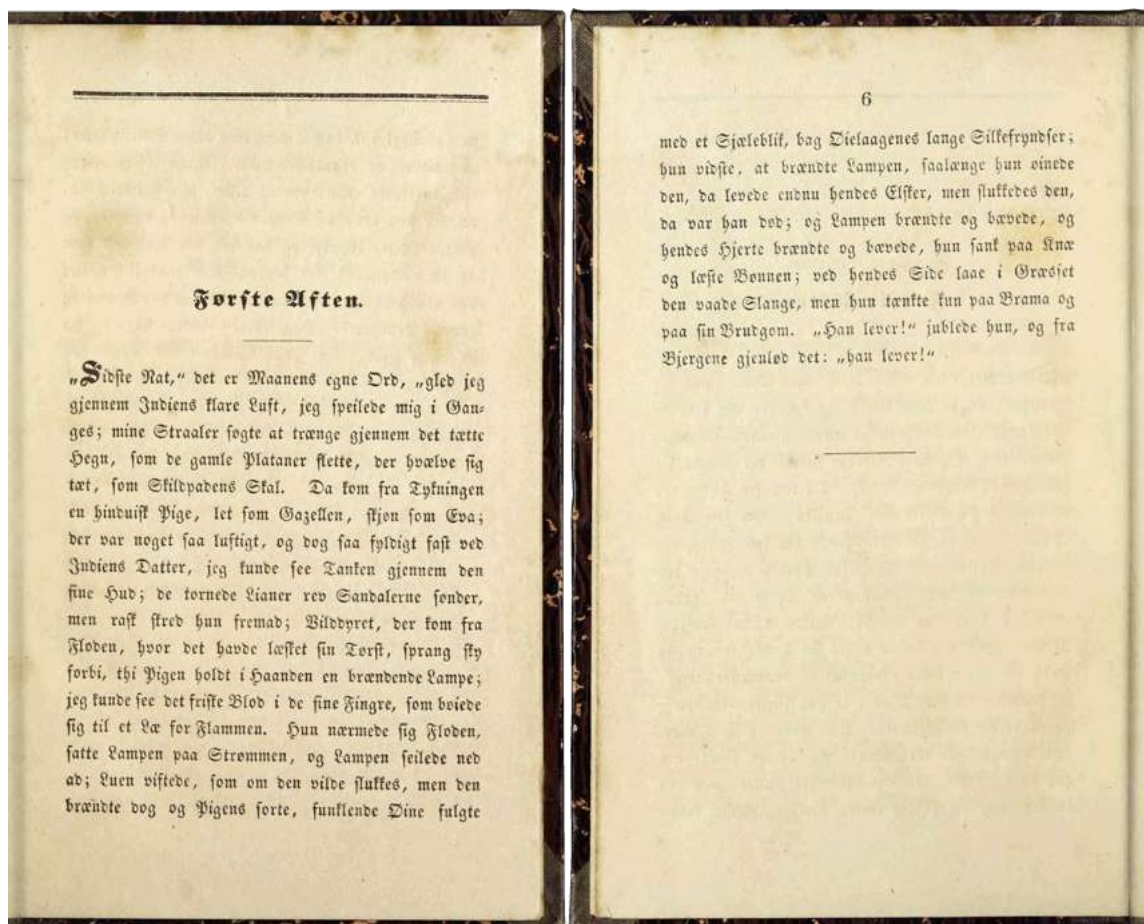 Første Aften.
„Sidste Nat,“ det er Maanens egne Ord, „gled jeg
gjennem Indiens klare Luft, jeg speilede mig i Gan-
ges; mine Straaler søgte at trænge gjennem det tætte
Hegn, som de gamle Plataner flette, der hvælve sig
tæt, som Skildpadens Skal. Da kom fra Tykningen
en hinduisk Pige, let som Gazellen, skjøn som Eva;
der var noget saa luftigt, og dog saa fyldigt fast ved
Indiens Datter, jeg kunde see Tanken gjennem den
fine Hud; de tornede Lianer rev Sandalerne sønder,
men rask skred hun fremad; Vilddyret, der kom fra
Floden, hvor det havde læsket sin Tørst, sprang sky
forbi, thi Pigen holdt i Haanden en brændende Lampe;
jeg kunde see det friske Blod i de fine Fingre, som bøiede
sig til et Læ for Flammen. Hun nærmede sig Floden,
satte Lampen paa Strømmen, og Lampen seilede ned
ad; Luen viftede, som om den vilde slukkes, men den
brændte dog og Pigens sorte, funklende Øine fulgte
6
med et Sjæleblik, bag Øielaagenes lange Silkefryndser;
hun vidste, at brændte Lampen, saalænge hun øinede
den, da levede endnu hendes Elsker, men slukkedes den,
da var han død; og Lampen brændte og bævede, og
hendes Hjerte brændte og bævede, hun sank paa Knæ
og læste Bønnen; ved hendes Side laae i Græsset
den vaade Slange, men hun tænkte kun paa Brama og
paa sin Brudgom. „Han lever!“ jublede hun, og fra
Bjergene gjenlød det: „han lever!“